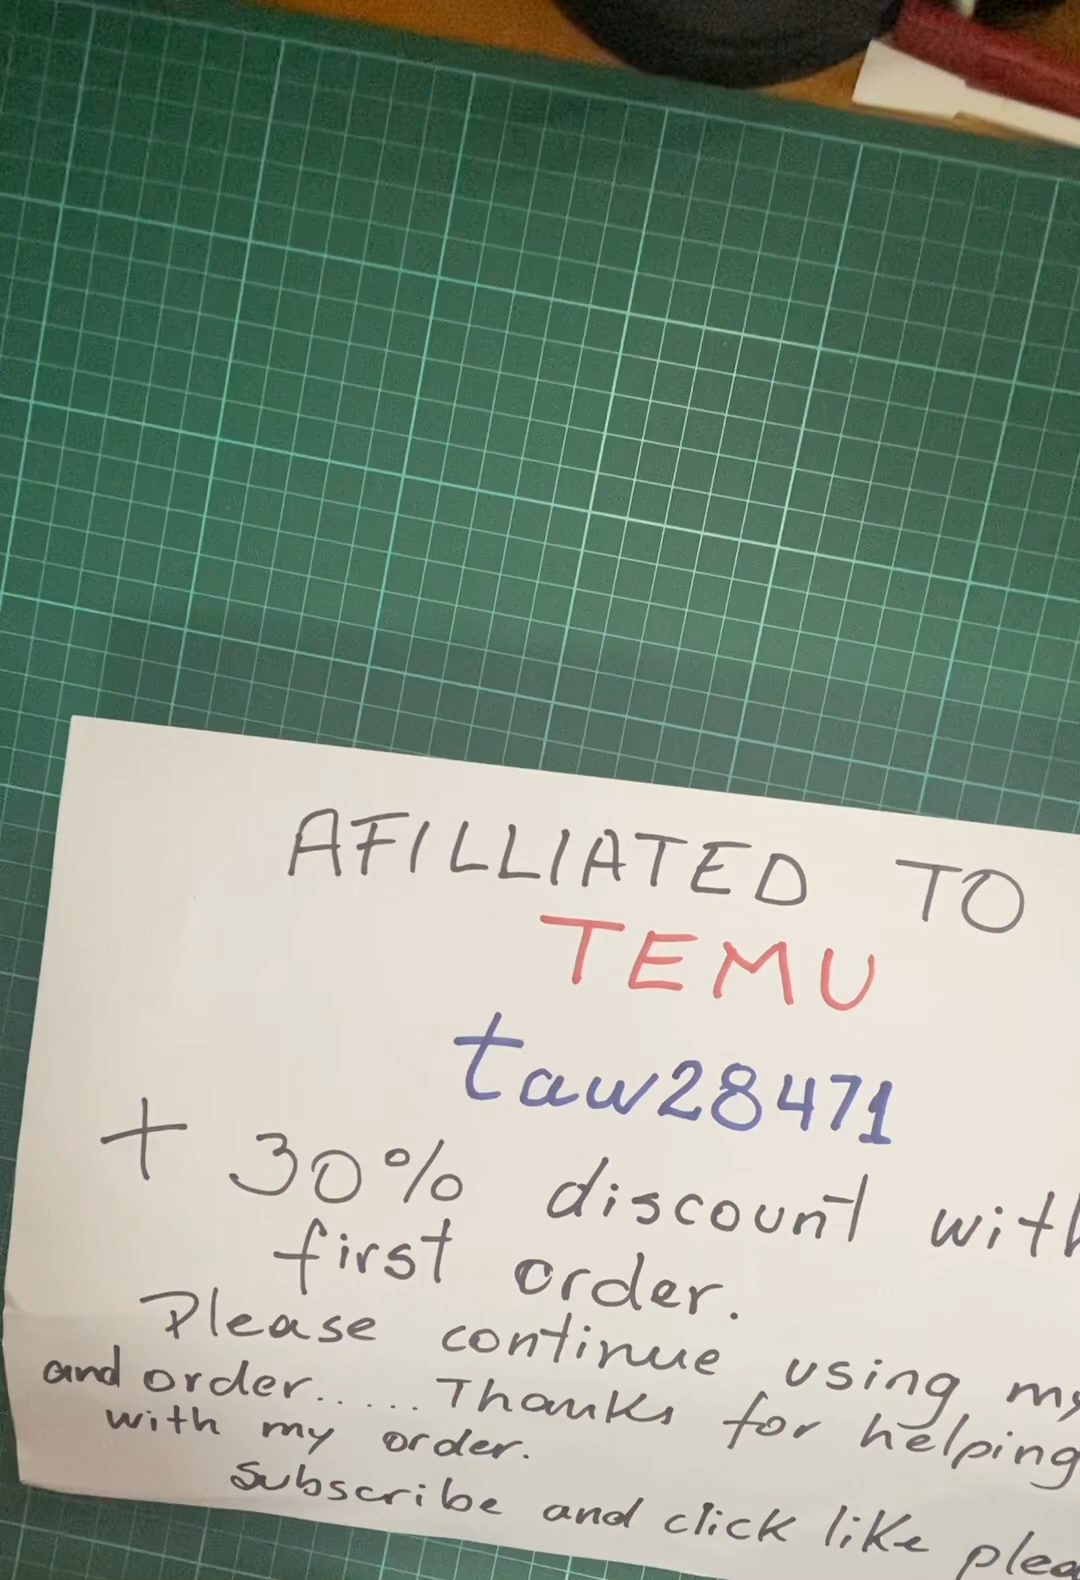 AFILLIATED TO
TEMU
taw28471
+ 30% discount with
first order.
Please continue using my
and order..... Thanks for helping
with my order.
Subscribe and click like